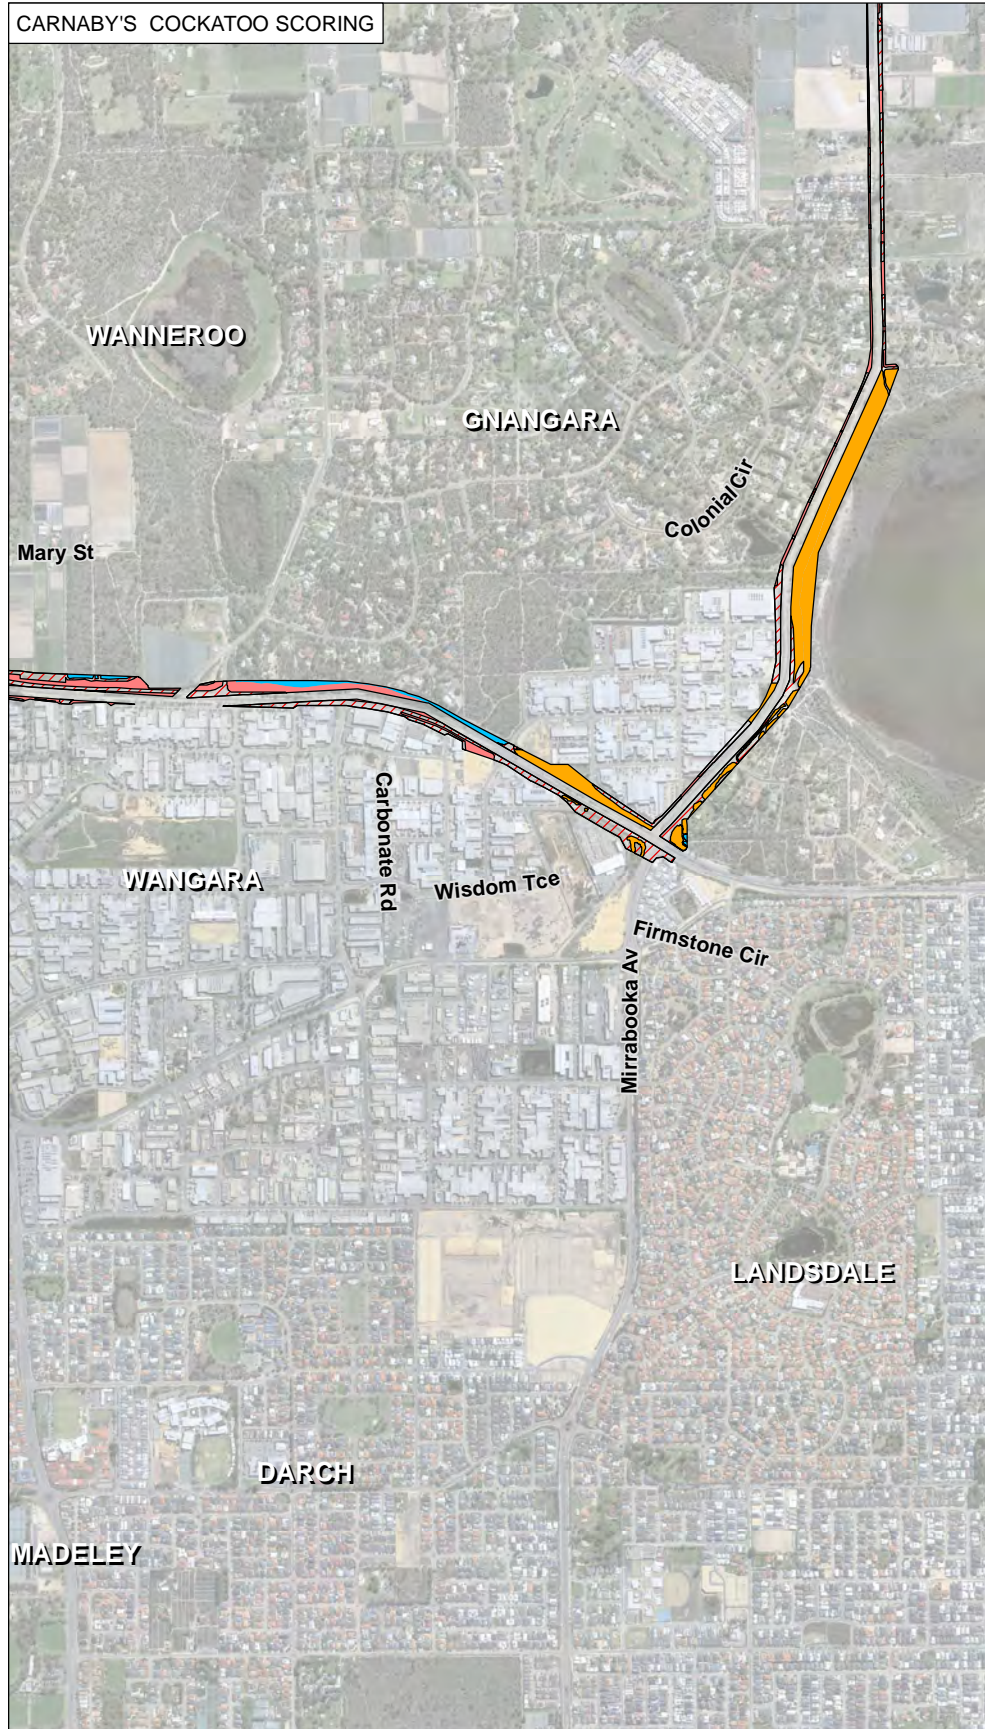 CARNABY'S COCKATOO SCORING
WANNEROO
GNANGARA
Colonial Cir
Mary St
Carbonate Rd
WANGARA
Wisdom Tce
Firmstone Cir
Mirrabooka Av
LANDSDALE
DARCH
MADELEY